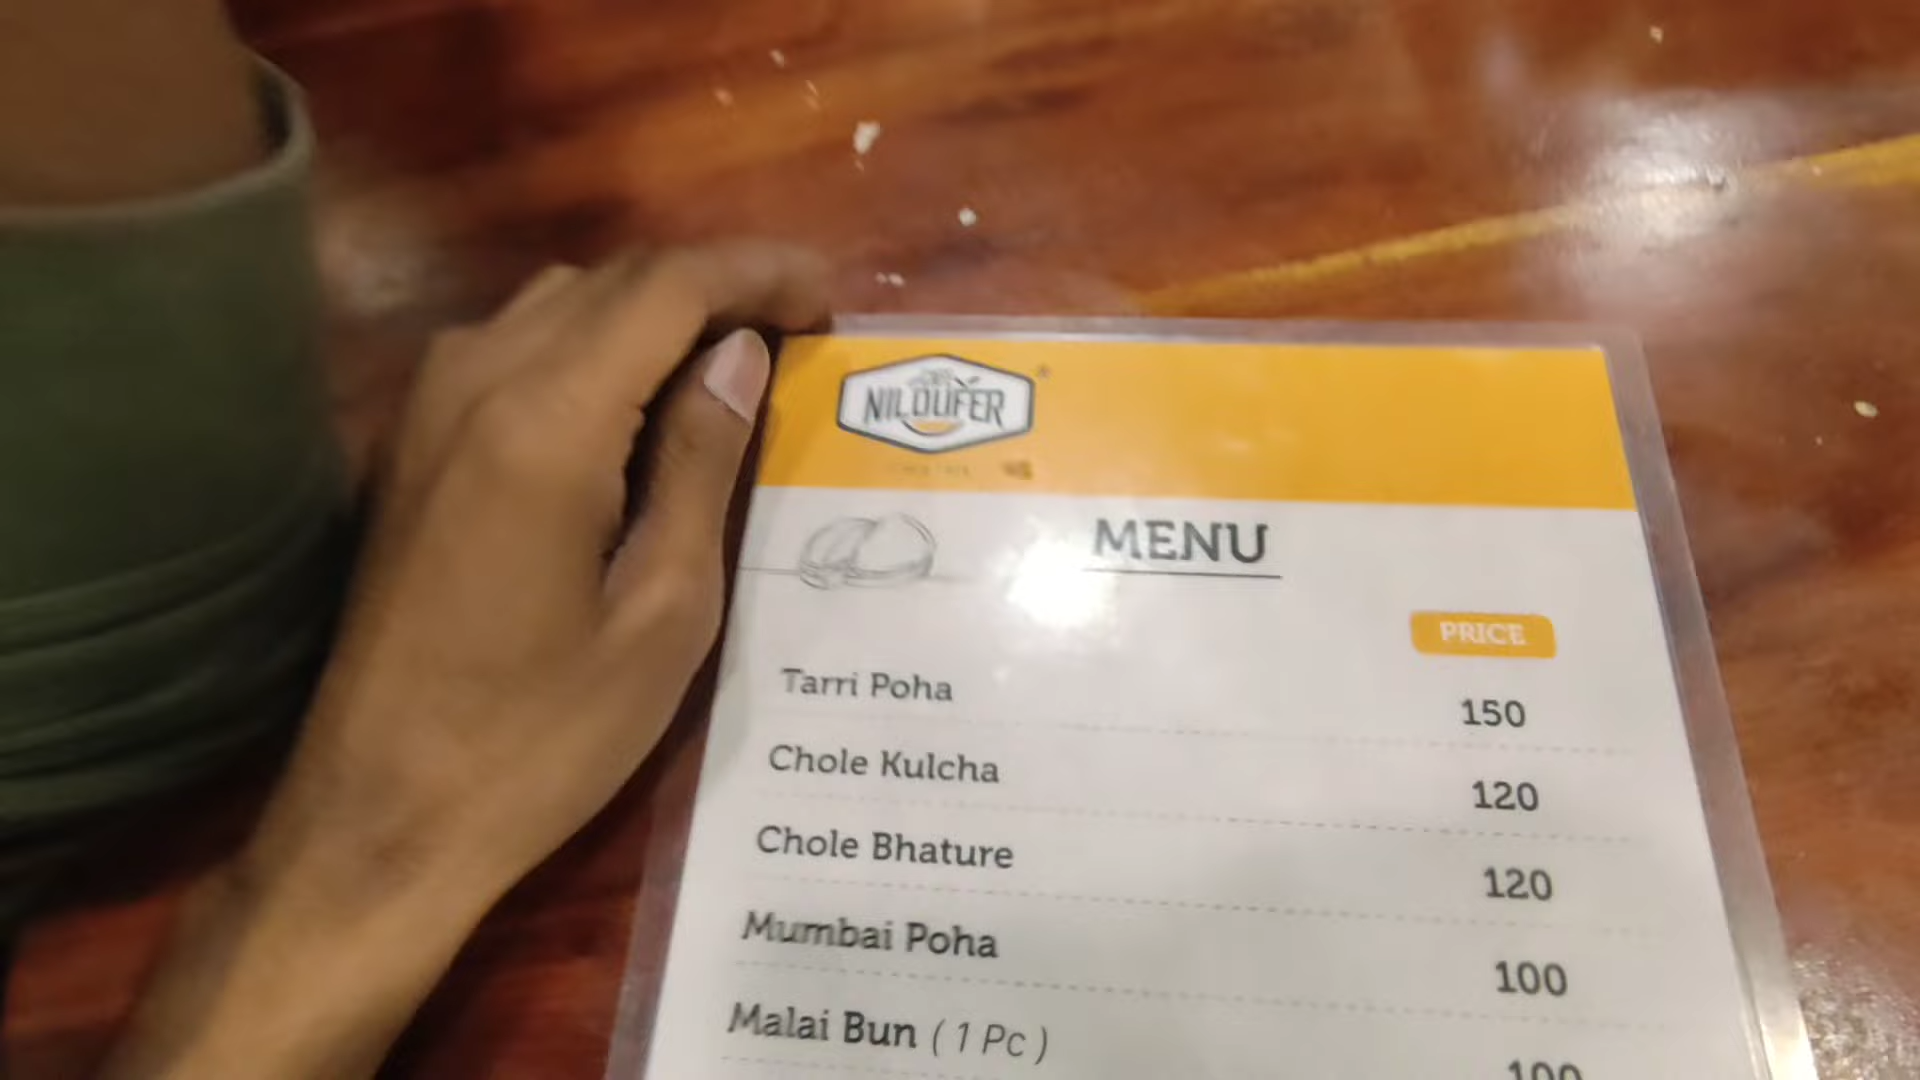 NILOUFER
MENU
PRICE
Tarri Poha 150
Chole Kulcha 120
Chole Bhature 120
Mumbai Poha 100
Malai Bun ( 1 Pc ) 100